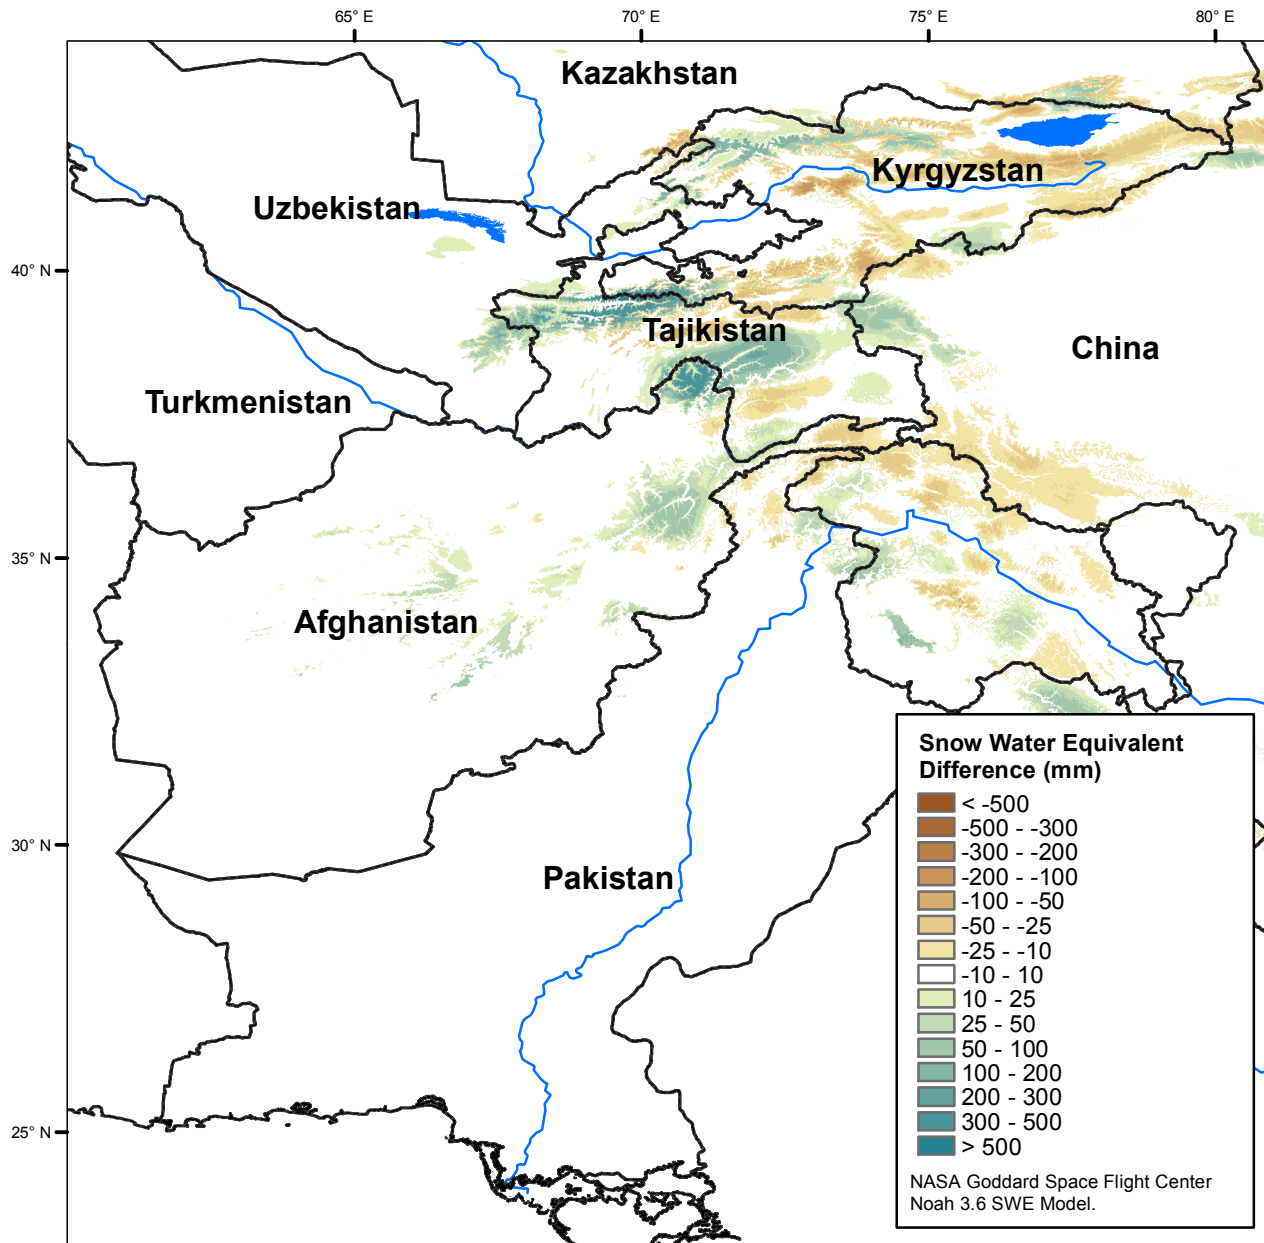 65° E
70° E
75° E
80° E
Kazakhstan
Kyrgyzstan
Uzbekistan
40° N
Tajikistan
China
Turkmenistan
35° N
Afghanistan
30° N
Pakistan
25° N
Snow Water Equivalent
Difference (mm)
< -500
-500 - -300
-300 - -200
-200 - -100
-100 - -50
-50 - -25
-25 - -10
-10 - 10
10 - 25
25 - 50
50 - 100
100 - 200
200 - 300
300 - 500
> 500
NASA Goddard Space Flight Center
Noah 3.6 SWE Model.